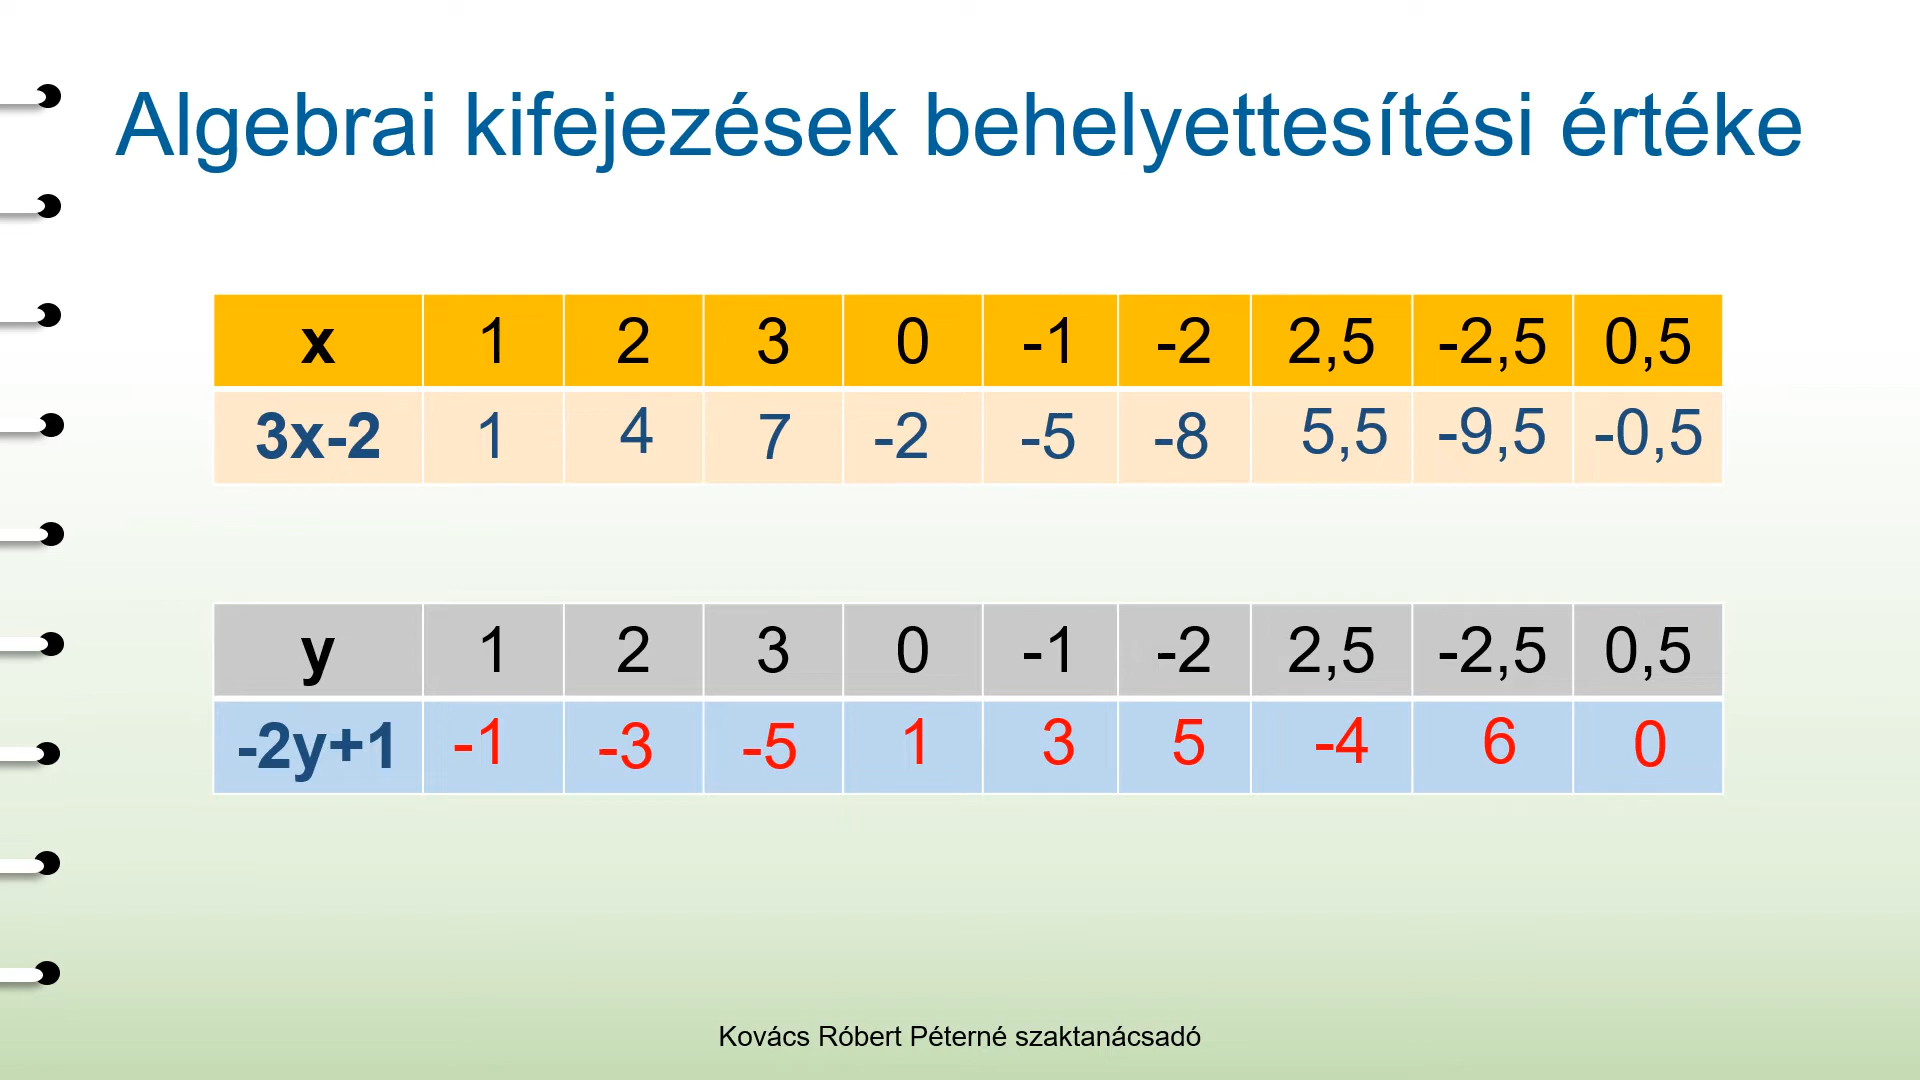 Algebrai kifejezések behelyettesítési értéke
x 1 2 3 0 -1 -2 2,5 -2,5 0,5
3x-2 1 4 7 -2 -5 -8 5,5 -9,5 -0,5
y 1 2 3 0 -1 -2 2,5 -2,5 0,5
-2y+1 -1 -3 -5 1 3 5 -4 6 0
Kovács Róbert Péterné szaktanácsadó